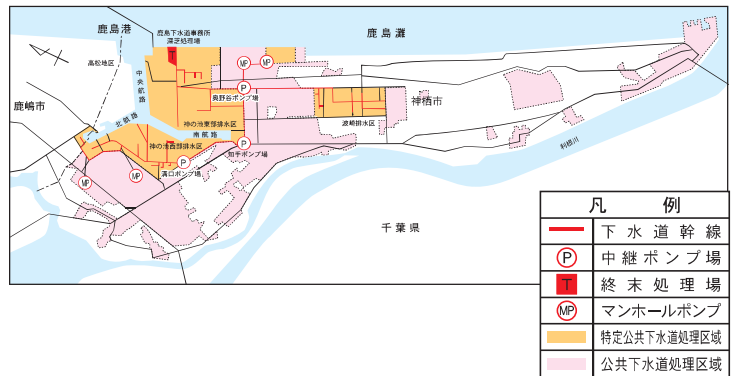 鹿島港
鹿島下水道事務所
深芝処理場
鹿島灘
高松地区
中央航路
T
MP
MP
P
奥野谷ポンプ場
神栖市
鹿嶋市
北航路
神の池東部排水区
波崎排水区
南航路
神の池西部排水区
P
知手ポンプ場
P
溝口ポンプ場
MP
MP
利根川
千葉県
凡例
下水道幹線
P 中継ポンプ場
T 終末処理場
MP マンホールポンプ
特定公共下水道処理区域
公共下水道処理区域